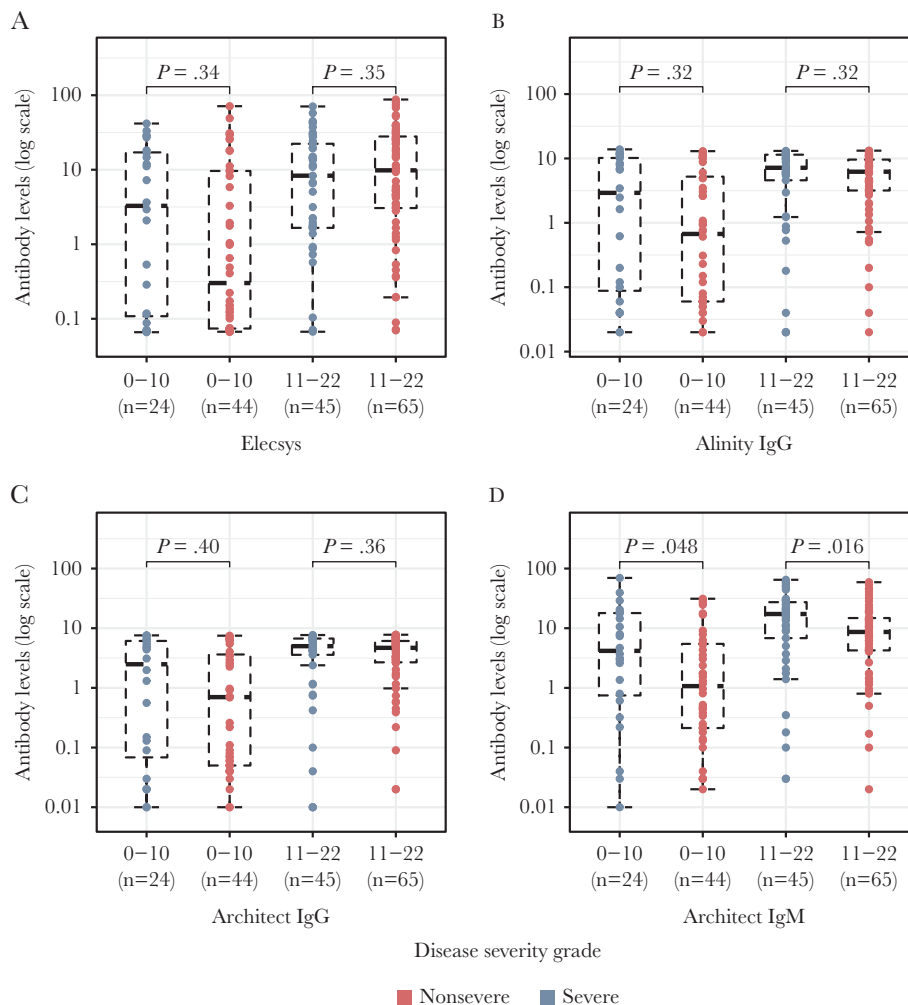 A
P = .34
P = .35
Antibody levels (log scale)
100
10
1
0.1
0–10
(n=24)
0–10
(n=44)
11–22
(n=45)
11–22
(n=65)
Elecsys
B
P = .32
P = .32
Antibody levels (log scale)
100
10
1
0.1
0.01
0–10
(n=24)
0–10
(n=44)
11–22
(n=45)
11–22
(n=65)
Alinity IgG
C
P = .40
P = .36
Antibody levels (log scale)
100
10
1
0.1
0.01
0–10
(n=24)
0–10
(n=44)
11–22
(n=45)
11–22
(n=65)
Architect IgG
D
P = .048
P = .016
Antibody levels (log scale)
100
10
1
0.1
0.01
0–10
(n=24)
0–10
(n=44)
11–22
(n=45)
11–22
(n=65)
Architect IgM
Disease severity grade
Nonsevere
Severe